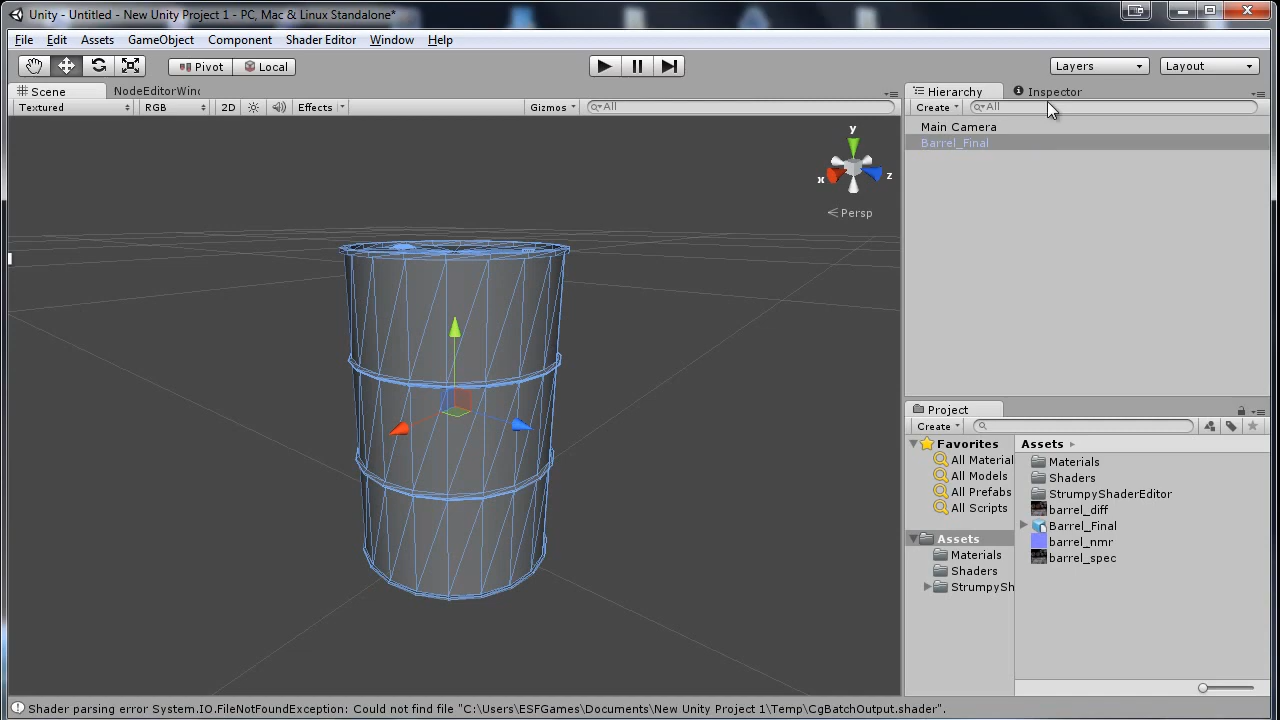 Unity - Untitled - New Unity Project 1 - PC, Mac & Linux Standalone*
File Edit Assets GameObject Component Shader Editor Window Help
Pivot Local Layers Layout
Scene NodeEditorWinc Hierarchy Inspector
Textured RGB 2D Effects Gizmos All Create All
Main Camera
Barrel_Final
y
x z
Persp
Project
Create
Favorites Assets
All Material Materials
All Models Shaders
All Prefabs StrumpyShaderEditor
All Scripts barrel_diff
Barrel_Final
Assets barrel_nmr
Materials barrel_spec
Shaders
StrumpySh
Shader parsing error System.IO.FileNotFoundException: Could not find file "C:\Users\ESFGames\Documents\New Unity Project 1\Temp\CgBatchOutput.shader".